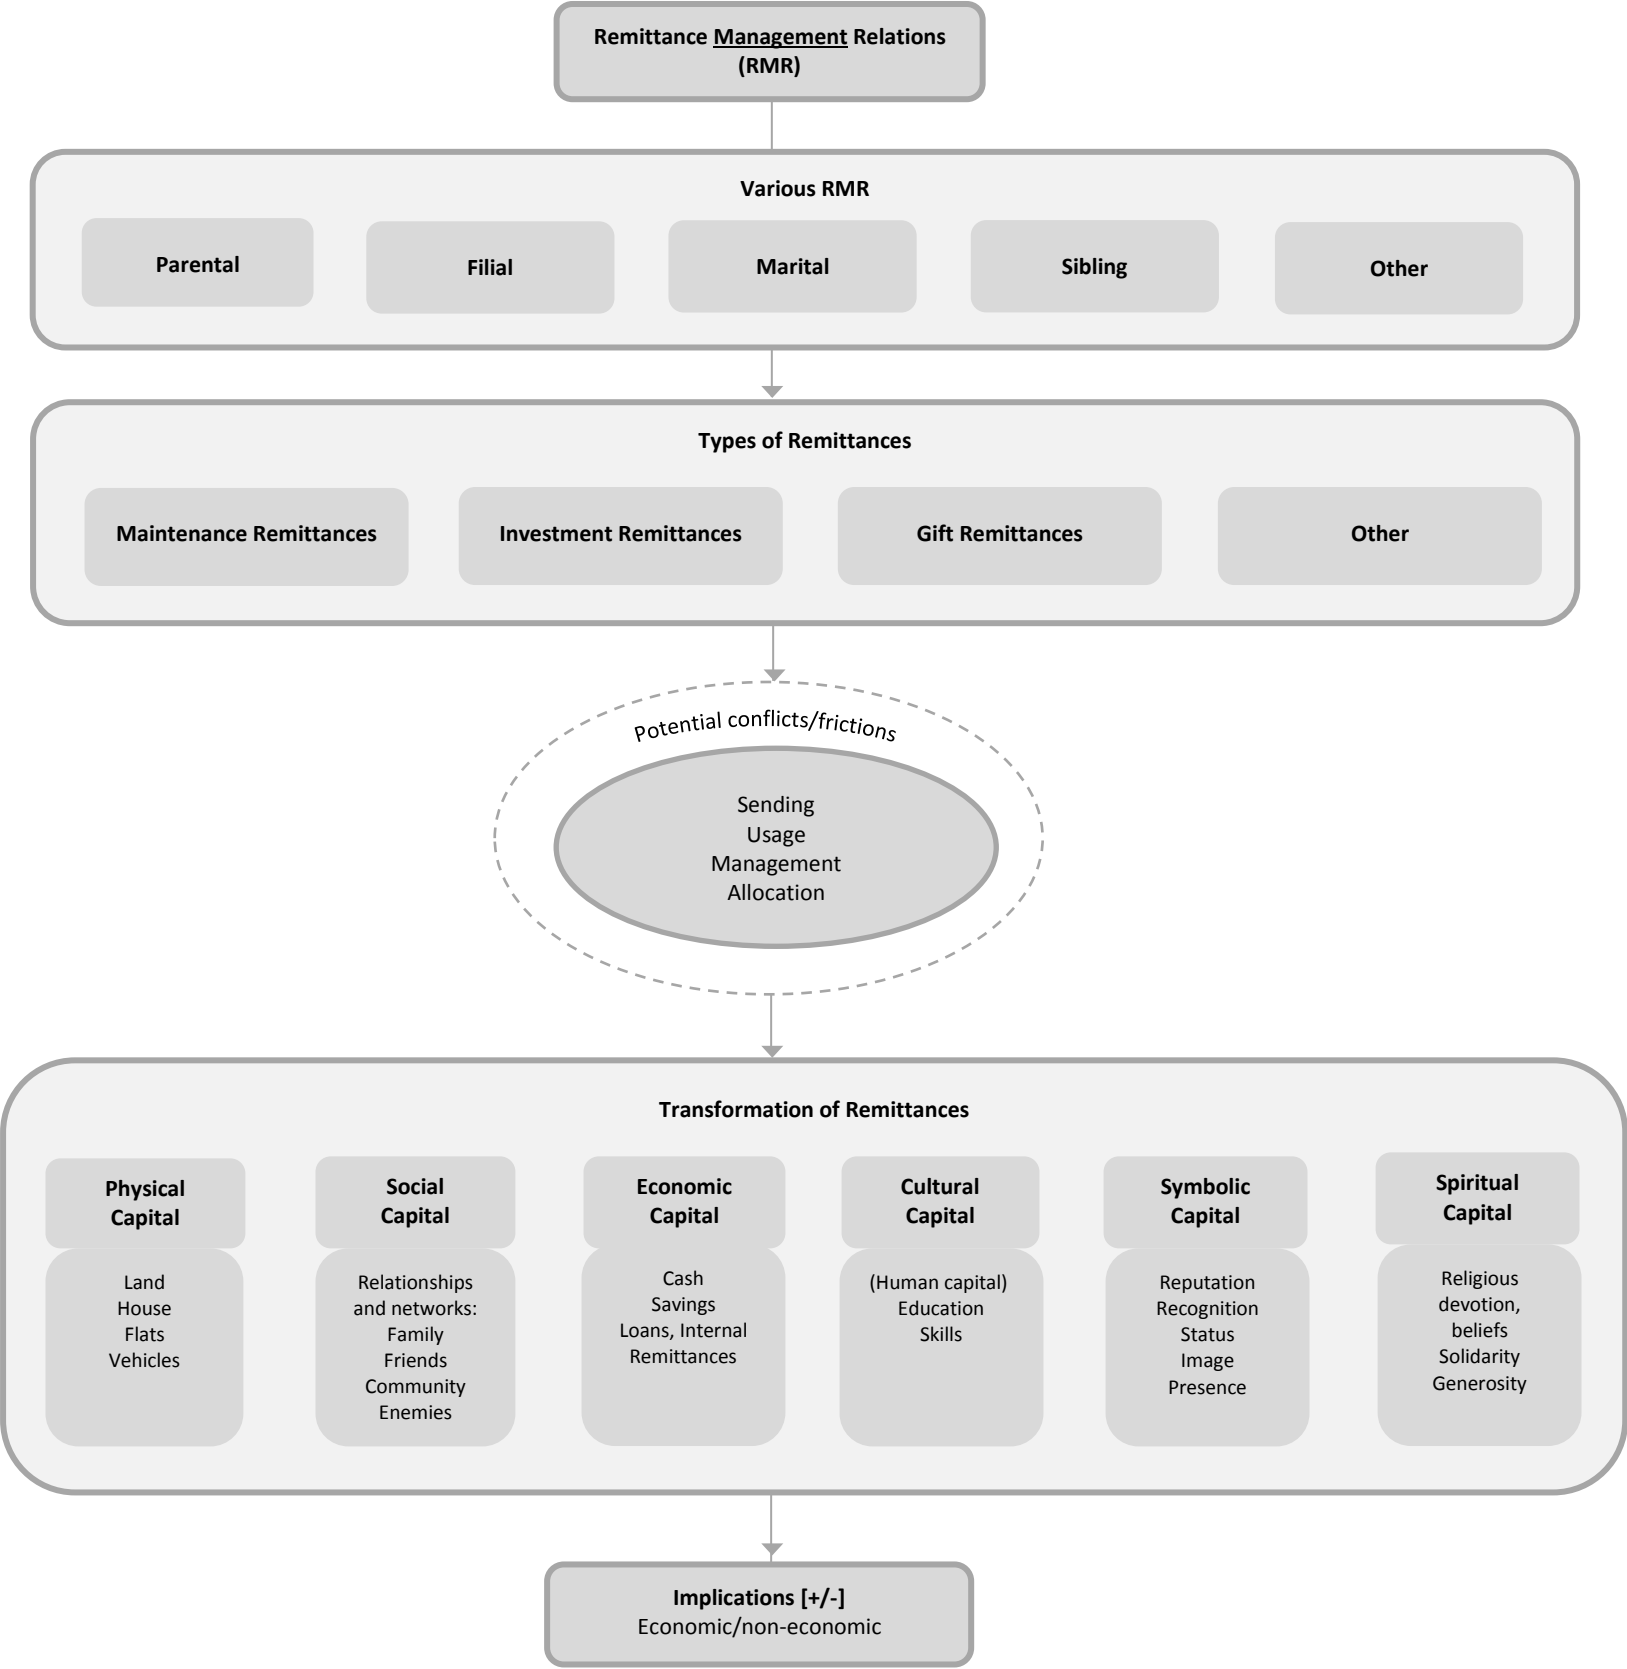 Remittance Management Relations
(RMR)
Various RMR
Parental
Filial
Marital
Sibling
Other
Types of Remittances
Maintenance Remittances
Investment Remittances
Gift Remittances
Other
Potential conflicts/frictions
Sending
Usage
Management
Allocation
Transformation of Remittances
Physical
Capital
Land
House
Flats
Vehicles
Social
Capital
Relationships
and networks:
Family
Friends
Community
Enemies
Economic
Capital
Cash
Savings
Loans, Internal
Remittances
Cultural
Capital
(Human capital)
Education
Skills
Symbolic
Capital
Reputation
Recognition
Status
Image
Presence
Spiritual
Capital
Religious
devotion,
beliefs
Solidarity
Generosity
Implications [+/-]
Economic/non-economic